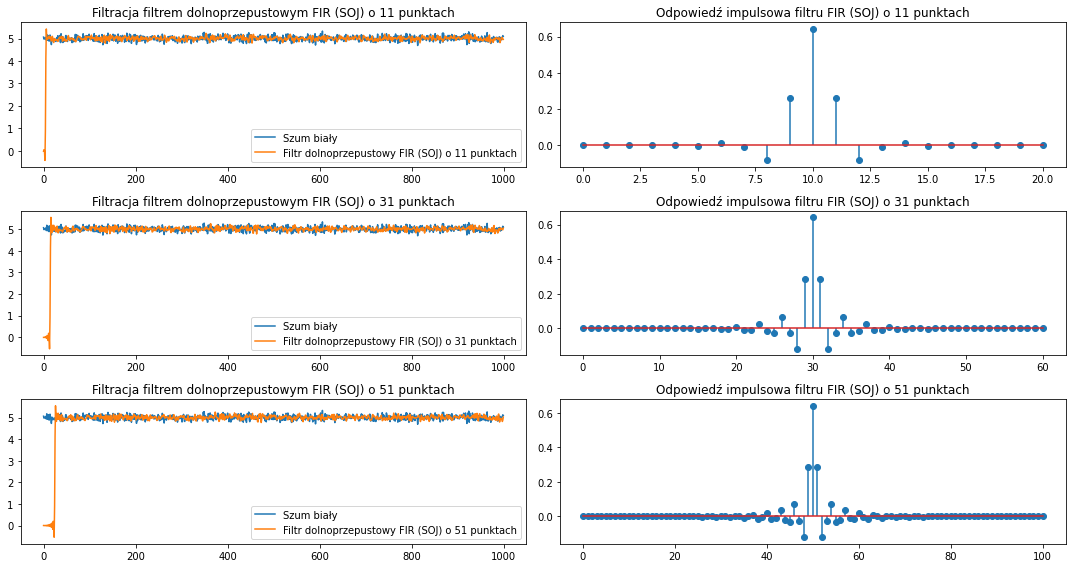 Filtracja filtrem dolnoprzepustowym FIR (SOJ) o 11 punktach
5
4
3
2
1
0
Szum biały
Filtr dolnoprzepustowy FIR (SOJ) o 11 punktach
0 200 400 600 800 1000
Odpowiedź impulsowa filtru FIR (SOJ) o 11 punktach
0.6
0.4
0.2
0.0
0.0 2.5 5.0 7.5 10.0 12.5 15.0 17.5 20.0
Filtracja filtrem dolnoprzepustowym FIR (SOJ) o 31 punktach
5
4
3
2
1
0
Szum biały
Filtr dolnoprzepustowy FIR (SOJ) o 31 punktach
0 200 400 600 800 1000
Odpowiedź impulsowa filtru FIR (SOJ) o 31 punktach
0.6
0.4
0.2
0.0
0 10 20 30 40 50 60
Filtracja filtrem dolnoprzepustowym FIR (SOJ) o 51 punktach
5
4
3
2
1
0
Szum biały
Filtr dolnoprzepustowy FIR (SOJ) o 51 punktach
0 200 400 600 800 1000
Odpowiedź impulsowa filtru FIR (SOJ) o 51 punktach
0.6
0.4
0.2
0.0
0 20 40 60 80 100